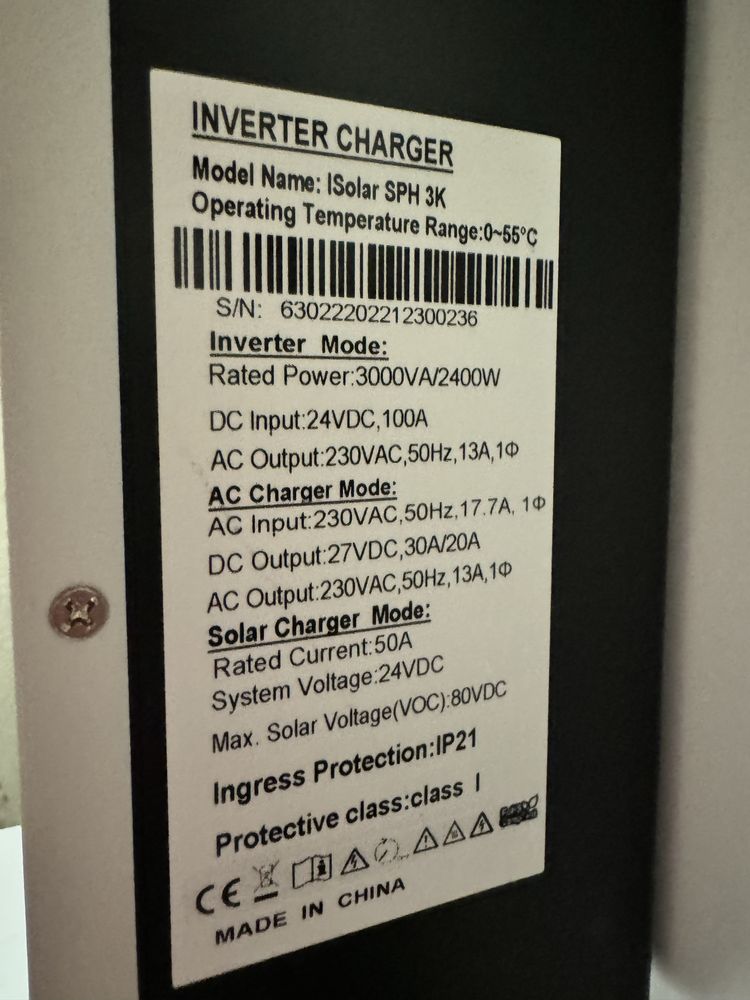 INVERTER CHARGER
Model Name: ISolar SPH 3K
Operating Temperature Range:0~55°C
S/N: 630222202212300236
Inverter Mode:
Rated Power:3000VA/2400W
DC Input:24VDC,100A
AC Output:230VAC,50Hz,13A,1Φ
AC Charger Mode:
AC Input:230VAC,50Hz,17.7A, 1Φ
DC Output:27VDC,30A/20A
AC Output:230VAC,50Hz,13A,1Φ
Solar Charger Mode:
Rated Current:50A
System Voltage:24VDC
Max. Solar Voltage(VOC):80VDC
Ingress Protection:IP21
Protective class:class I
CE
MADE IN CHINA